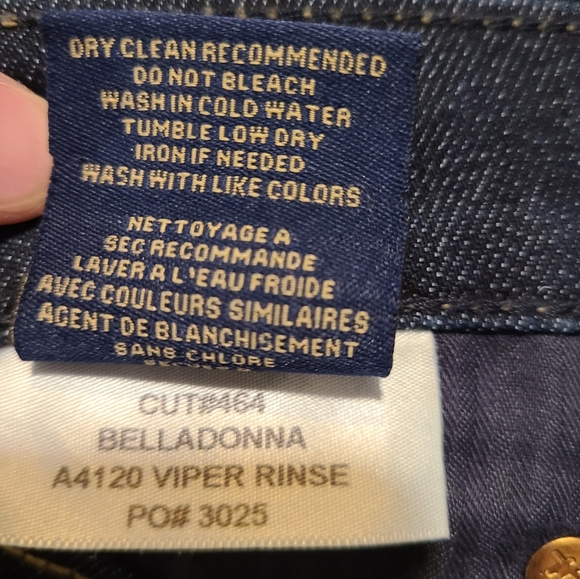 DRY CLEAN RECOMMENDED
DO NOT BLEACH
WASH IN COLD WATER
TUMBLE LOW DRY
IRON IF NEEDED
WASH WITH LIKE COLORS
NETTOYAGE A
SEC RECOMMANDE
LAVER A L'EAU FROIDE
AVEC COULEURS SIMILAIRES
AGENT DE BLANCHISEMENT
SANS CHLORE
CUT#464
BELLADONNA
A4120 VIPER RINSE
PO# 3025